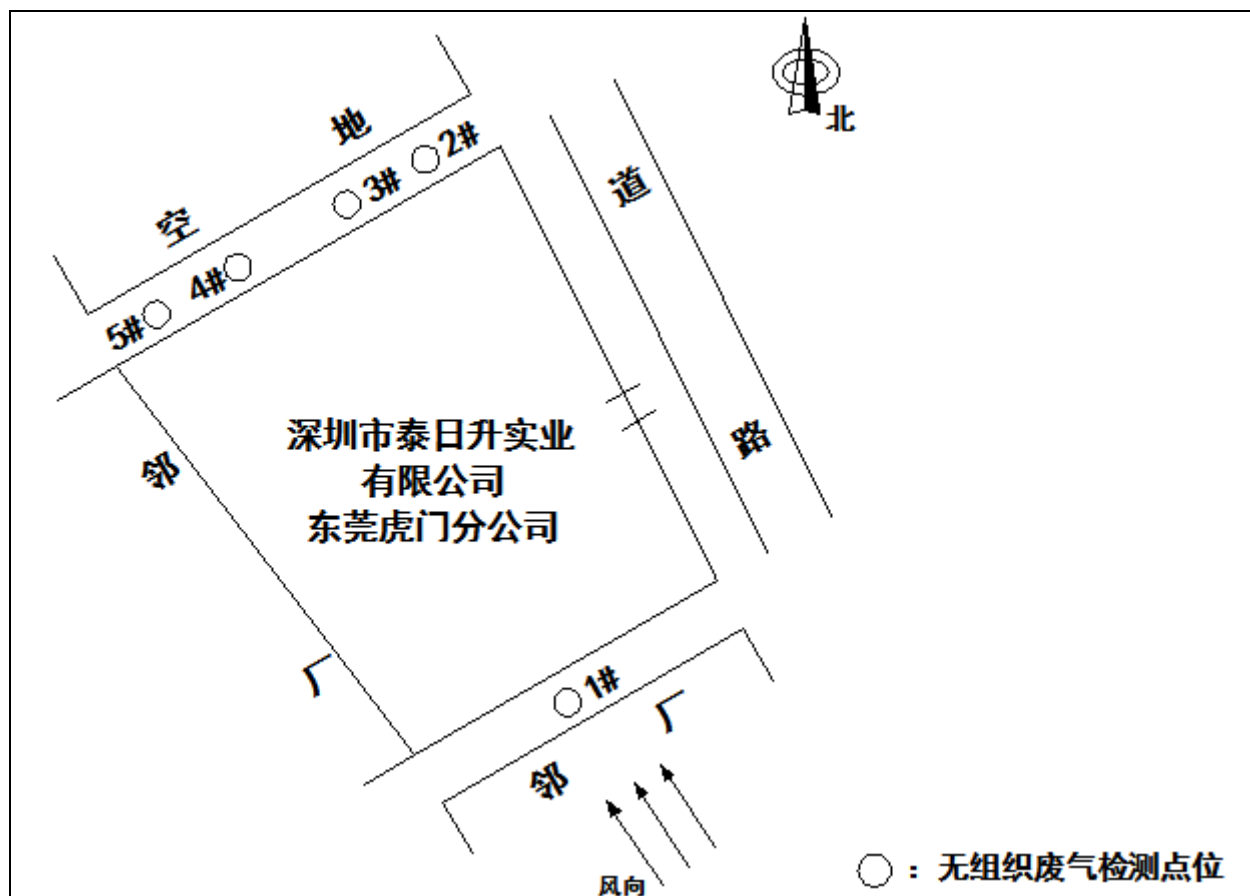 北
空地
道路
2#
3#
4#
5#
深圳市泰日升实业
有限公司
东莞虎门分公司
邻厂
1#
邻厂
风向
○：无组织废气检测点位